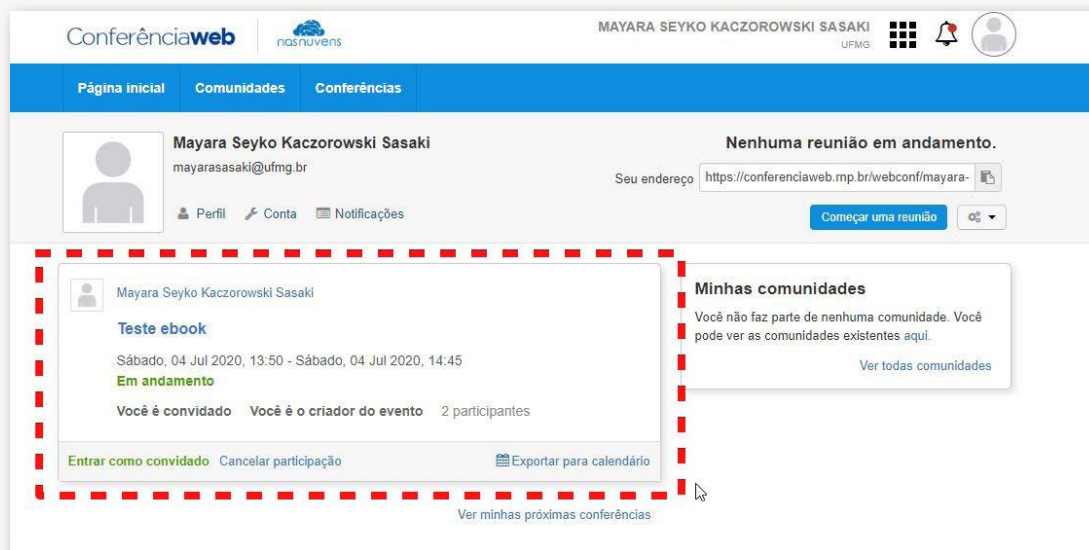 Conferênciaweb
nasnuvens
MAYARA SEYKO KACZOROWSKI SASAKI
UFMG
Página inicial Comunidades Conferências
Mayara Seyko Kaczorowski Sasaki
mayarasasaki@ufmg.br
Perfil Conta Notificações
Nenhuma reunião em andamento.
Seu endereço https://conferenciaweb.rnp.br/webconf/mayara-
Começar uma reunião
Mayara Seyko Kaczorowski Sasaki
Teste ebook
Sábado, 04 Jul 2020, 13:50 - Sábado, 04 Jul 2020, 14:45
Em andamento
Você é convidado Você é o criador do evento 2 participantes
Entrar como convidado Cancelar participação Exportar para calendário
Ver minhas próximas conferências
Minhas comunidades
Você não faz parte de nenhuma comunidade. Você
pode ver as comunidades existentes aqui.
Ver todas comunidades